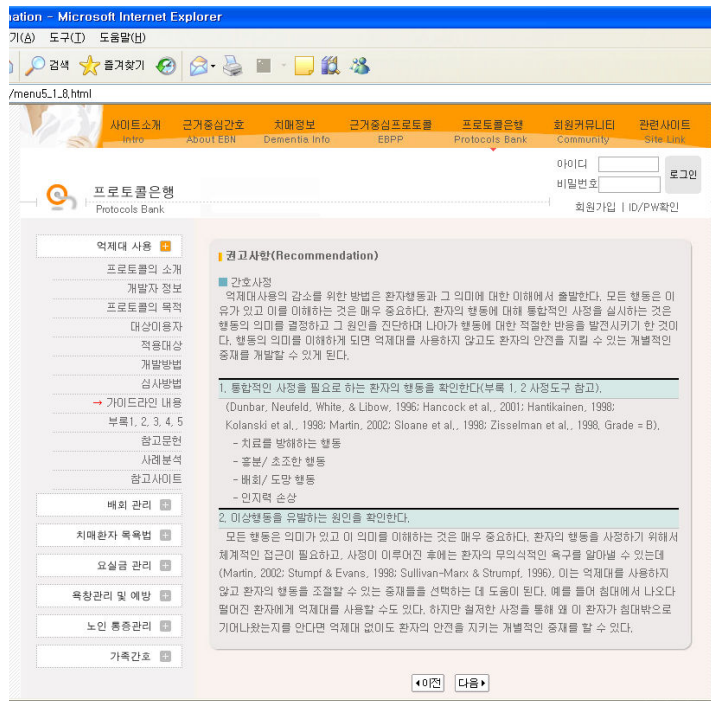 ation - Microsoft Internet Explorer
기(A) 도구(T) 도움말(H)
검색 즐겨찾기
/menu5_1_8.html
사이트소개 근거중심간호 치매정보 근거중심프로토콜 프로토콜은행 회원커뮤니티 관련사이트
Intro About EBN Dementia Info EBPP Protocols Bank Community Site Link
아이디
비밀번호
로그인
회원가입 | ID/PW확인
프로토콜은행
Protocols Bank
억제대 사용
프로토콜의 소개
개발자 정보
프로토콜의 목적
대상이용자
적용대상
개발방법
심사방법
→ 가이드라인 내용
부록1, 2, 3, 4, 5
참고문헌
사례분석
참고사이트
배회 관리
치매환자 목욕법
요실금 관리
욕창관리 및 예방
노인 통증관리
가족간호
권고사항(Recommendation)
■ 간호사정
억제대사용의 감소를 위한 방법은 환자행동과 그 의미에 대한 이해에서 출발한다. 모든 행동은 이
유가 있고 이를 이해하는 것은 매우 중요하다. 환자의 행동에 대해 통합적인 사정을 실시하는 것은
행동의 의미를 결정하고 그 원인을 진단하며 나아가 행동에 대한 적절한 반응을 발전시키기 한 것이
다. 행동의 의미를 이해하게 되면 억제대를 사용하지 않고도 환자의 안전을 지킬 수 있는 개별적인
중재를 개발할 수 있게 된다.
1. 통합적인 사정을 필요로 하는 환자의 행동을 확인한다(부록 1, 2 사정도구 참고).
(Dunbar, Neufeld, White, & Libow, 1996; Hancock et al., 2001; Hantikainen, 1998;
Kolanski et al., 1998; Martin, 2002; Sloane et al., 1998; Zisselman et al., 1998, Grade = B).
- 치료를 방해하는 행동
- 흥분/ 초조한 행동
- 배회/ 도망 행동
- 인지력 손상
2. 이상행동을 유발하는 원인을 확인한다.
모든 행동은 의미가 있고 이 의미를 이해하는 것은 매우 중요하다. 환자의 행동을 사정하기 위해서
체계적인 접근이 필요하고, 사정이 이루어진 후에는 환자의 무의식적인 욕구를 알아낼 수 있는데
(Martin, 2002; Stumpf & Evans, 1998; Sullivan-Marx & Strumpf, 1996). 이는 억제대를 사용하지
않고 환자의 행동을 조절할 수 있는 중재들을 선택하는 데 도움이 된다. 예를 들어 침대에서 나오다
떨어진 환자에게 억제대를 사용할 수도 있다. 하지만 철저한 사정을 통해 왜 이 환자가 침대밖으로
기어나왔는지를 안다면 억제대 없이도 환자의 안전을 지키는 개별적인 중재를 할 수 있다.
이전 다음